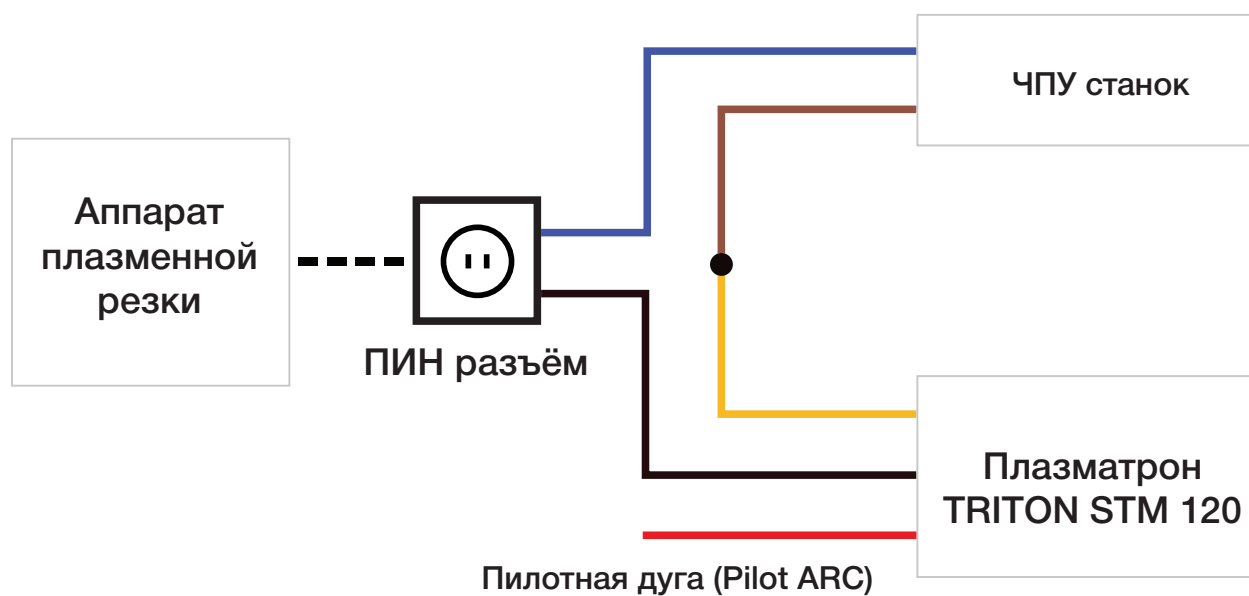 ЧПУ станок
Аппарат
плазменной
резки
ПИН разъём
Плазматрон
TRITON STM 120
Пилотная дуга (Pilot ARC)